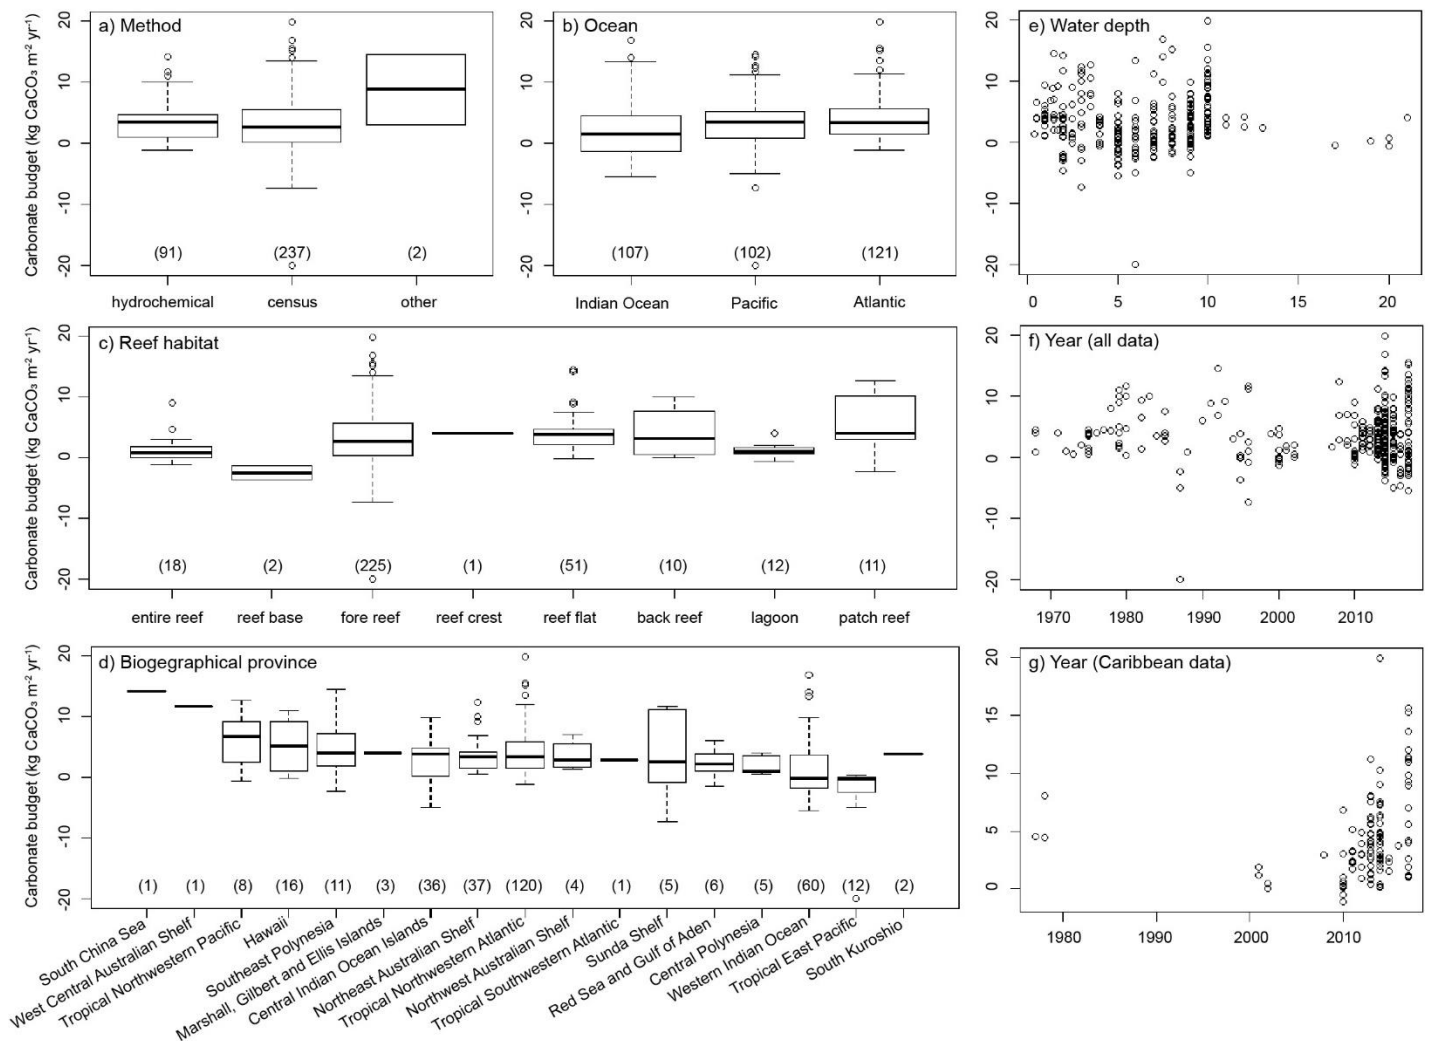 a) Method
Carbonate budget (kg CaCO₃ m⁻² yr⁻¹)
20
10
0
-10
-20
(91)
(237)
(2)
hydrochemical
census
other
b) Ocean
20
10
0
-10
-20
(107)
(102)
(121)
Indian Ocean
Pacific
Atlantic
e) Water depth
20
10
0
-10
-20
0
5
10
15
20
c) Reef habitat
Carbonate budget (kg CaCO₃ m⁻² yr⁻¹)
20
10
0
-10
-20
(18)
(2)
(225)
(1)
(51)
(10)
(12)
(11)
entire reef
reef base
fore reef
reef crest
reef flat
back reef
lagoon
patch reef
f) Year (all data)
20
10
0
-10
-20
1970
1980
1990
2000
2010
d) Biogegraphical province
Carbonate budget (kg CaCO₃ m⁻² yr⁻¹)
20
10
0
-10
-20
(1)
(1)
(8)
(16)
(11)
(3)
(36)
(37)
(120)
(4)
(1)
(5)
(6)
(5)
(60)
(12)
(2)
South China Sea
West Central Australian Shelf
Tropical Northwestern Pacific
Hawaii
Southeast Polynesia
Marshall, Gilbert and Ellis Islands
Central Indian Ocean Islands
Northeast Australian Shelf
Tropical Northwestern Atlantic
Northwest Australian Shelf
Tropical Southwestern Atlantic
Sunda Shelf
Red Sea and Gulf of Aden
Central Polynesia
Western Indian Ocean
Tropical East Pacific
South Kuroshio
g) Year (Caribbean data)
20
15
10
5
0
1980
1990
2000
2010